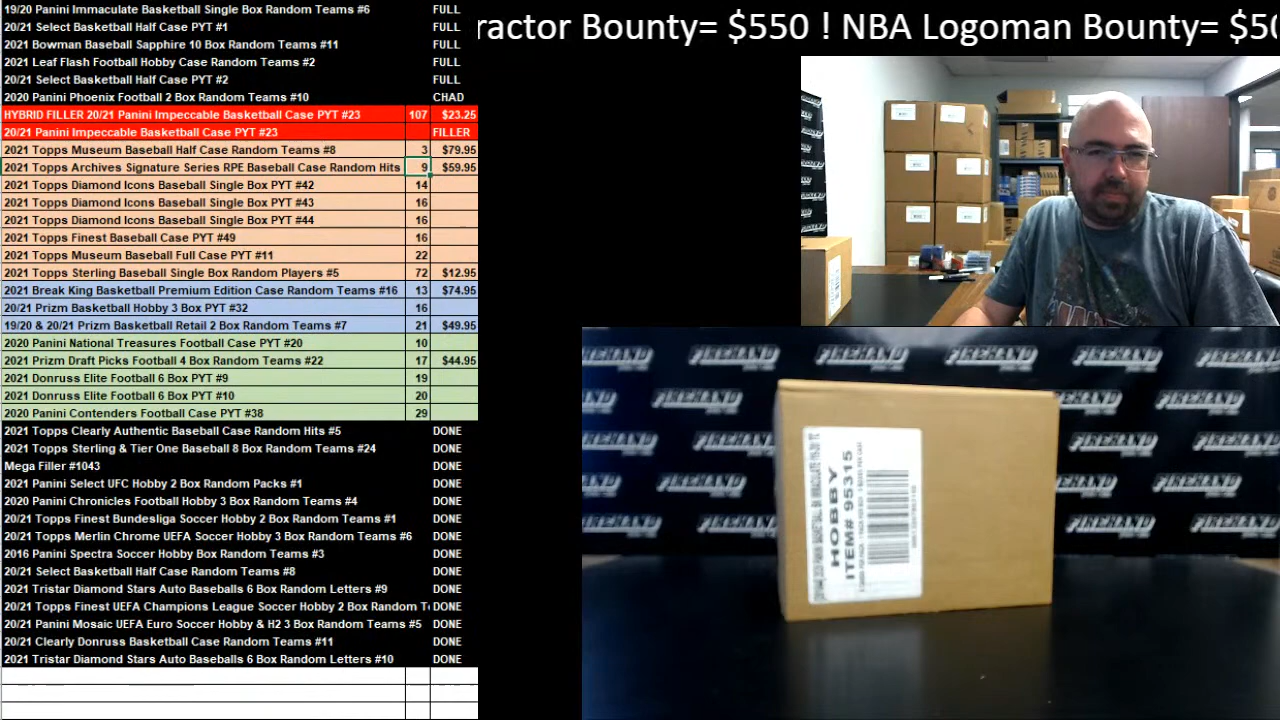 19/20 Panini Immaculate Basketball Single Box Random Teams #6 FULL
20/21 Select Basketball Half Case PYT #1 FULL
2021 Bowman Baseball Sapphire 10 Box Random Teams #11 FULL
2021 Leaf Flash Football Hobby Case Random Teams #2 FULL
20/21 Select Basketball Half Case PYT #2 FULL
2020 Panini Phoenix Football 2 Box Random Teams #10 CHAD
HYBRID FILLER 20/21 Panini Impeccable Basketball Case PYT #23 107 $23.25
20/21 Panini Impeccable Basketball Case PYT #23 FILLER
2021 Topps Museum Baseball Half Case Random Teams #8 3 $79.95
2021 Topps Archives Signature Series RPE Baseball Case Random Hits 9 $59.95
2021 Topps Diamond Icons Baseball Single Box PYT #42 14
2021 Topps Diamond Icons Baseball Single Box PYT #43 16
2021 Topps Diamond Icons Baseball Single Box PYT #44 16
2021 Topps Finest Baseball Case PYT #49 16
2021 Topps Museum Baseball Full Case PYT #11 22
2021 Topps Sterling Baseball Single Box Random Players #5 72 $12.95
2021 Break King Basketball Premium Edition Case Random Teams #16 13 $74.95
20/21 Prizm Basketball Hobby 3 Box PYT #32 16
19/20 & 20/21 Prizm Basketball Retail 2 Box Random Teams #7 21 $49.95
2020 Panini National Treasures Football Case PYT #20 10
2021 Prizm Draft Picks Football 4 Box Random Teams #22 17 $44.95
2021 Donruss Elite Football 6 Box PYT #9 19
2021 Donruss Elite Football 6 Box PYT #10 20
2020 Panini Contenders Football Case PYT #38 29
2021 Topps Clearly Authentic Baseball Case Random Hits #5 DONE
2021 Topps Sterling & Tier One Baseball 8 Box Random Teams #24 DONE
Mega Filler #1043 DONE
2021 Panini Select UFC Hobby 2 Box Random Packs #1 DONE
2020 Panini Chronicles Football Hobby 3 Box Random Teams #4 DONE
2021 Topps Finest Bundesliga Soccer Hobby 2 Box Random Teams #1 DONE
2021 Topps Merlin Chrome UEFA Soccer Hobby 3 Box Random Teams #6 DONE
2016 Panini Spectra Soccer Hobby Box Random Teams #3 DONE
20/21 Select Basketball Half Case Random Teams #8 DONE
2021 Tristar Diamond Stars Auto Baseballs 6 Box Random Letters #9 DONE
20/21 Topps Finest UEFA Champions League Soccer Hobby 2 Box Random T DONE
20/21 Panini Mosaic UEFA Euro Soccer Hobby & H2 3 Box Random Teams #5 DONE
20/21 Clearly Donruss Basketball Case Random Teams #11 DONE
2021 Tristar Diamond Stars Auto Baseballs 6 Box Random Letters #10 DONE
ractor Bounty= $550 ! NBA Logoman Bounty= $50
FIREHAND FIREHAND FIREHAND FIREHAND FIREHAND
HOBBY
ITEM# 95315